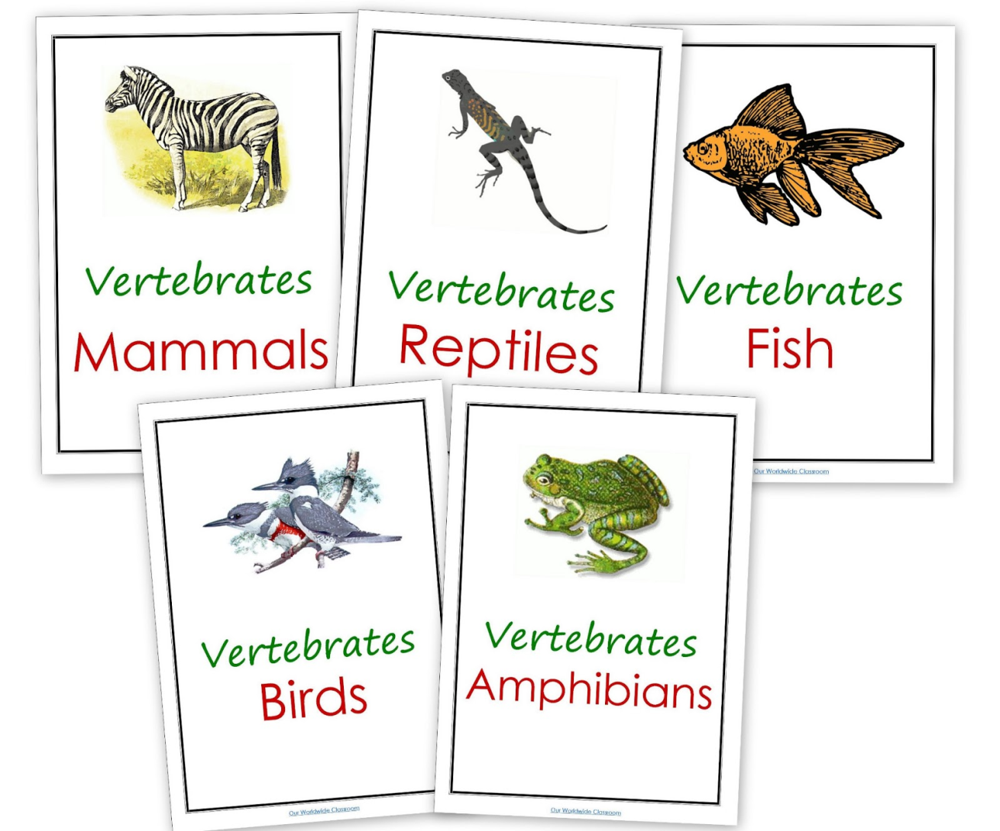 Vertebrates
Mammals
Vertebrates
Reptiles
Vertebrates
Fish
Our Worldwide Classroom
Vertebrates
Birds
Our Worldwide Classroom
Vertebrates
Amphibians
Our Worldwide Classroom